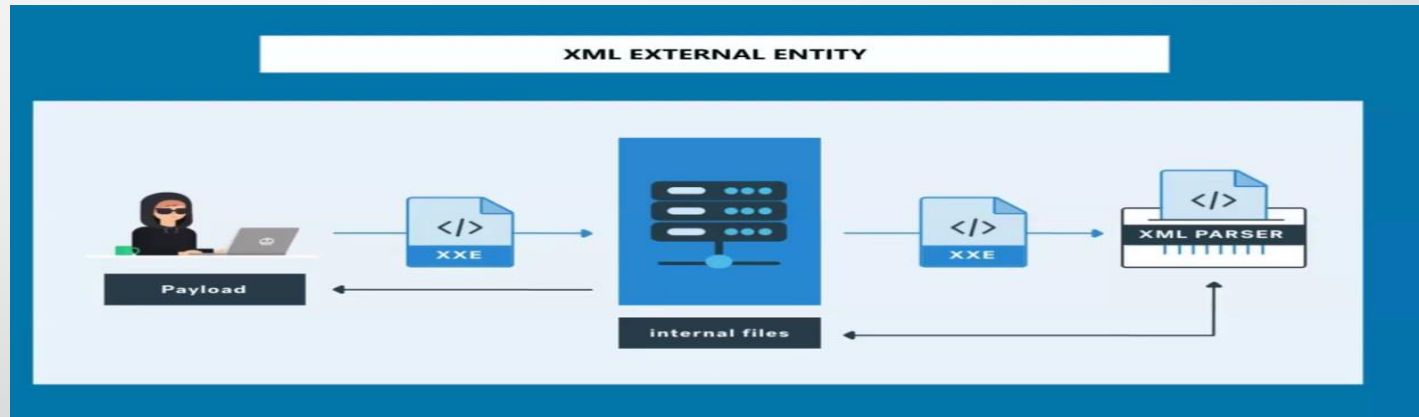 XML EXTERNAL ENTITY
</>
XXE
</>
XXE
</>
XML PARSER
Payload
internal files